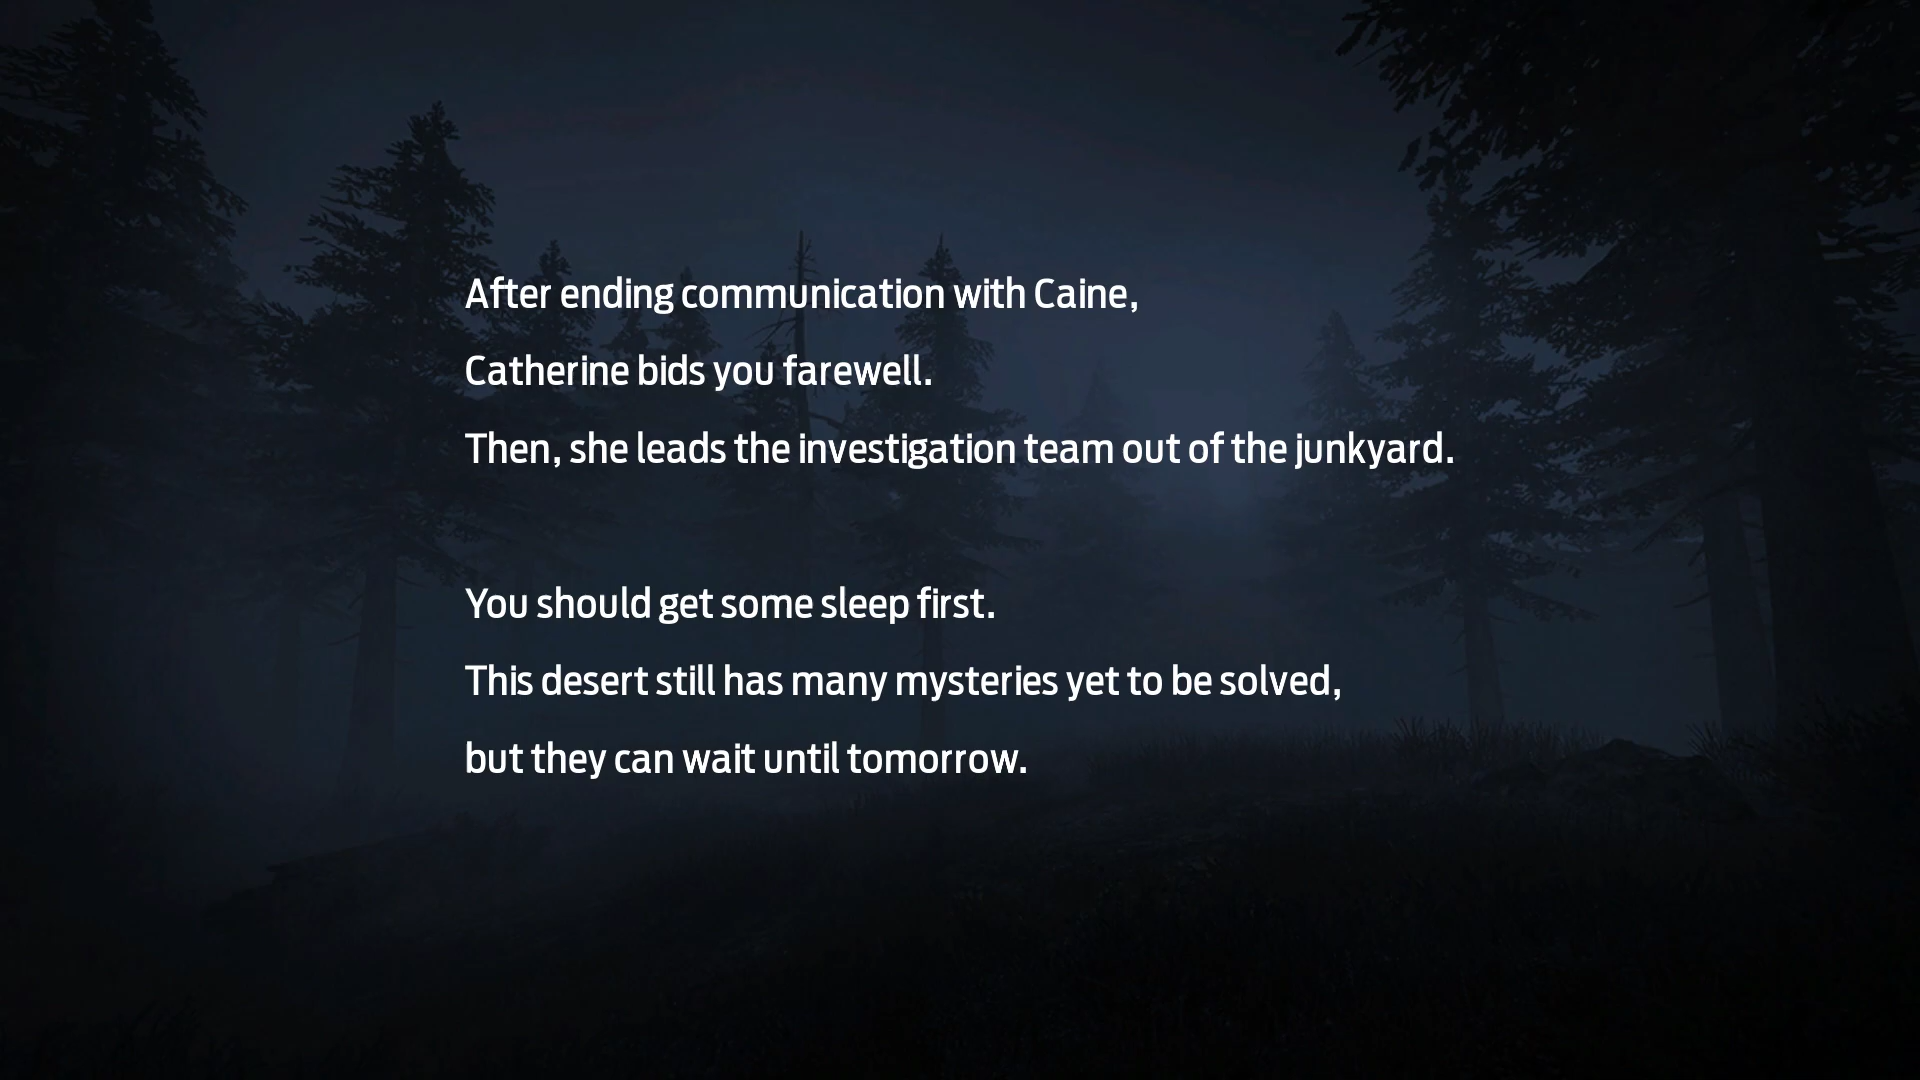 After ending communication with Caine,
Catherine bids you farewell.
Then, she leads the investigation team out of the junkyard.
You should get some sleep first.
This desert still has many mysteries yet to be solved,
but they can wait until tomorrow.